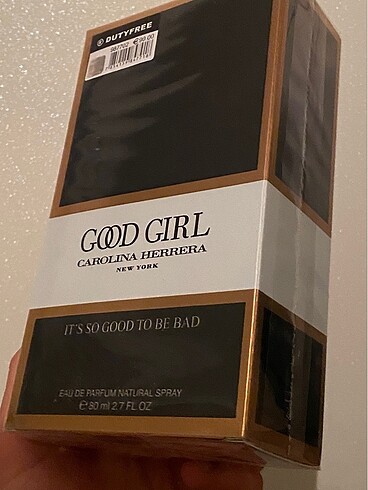 DUTYFREE
GOOD GIRL
CAROLINA HERRERA
NEW YORK
IT'S SO GOOD TO BE BAD
EAU DE PARFUM NATURAL SPRAY
℮ 80 ml 2.7 FL OZ